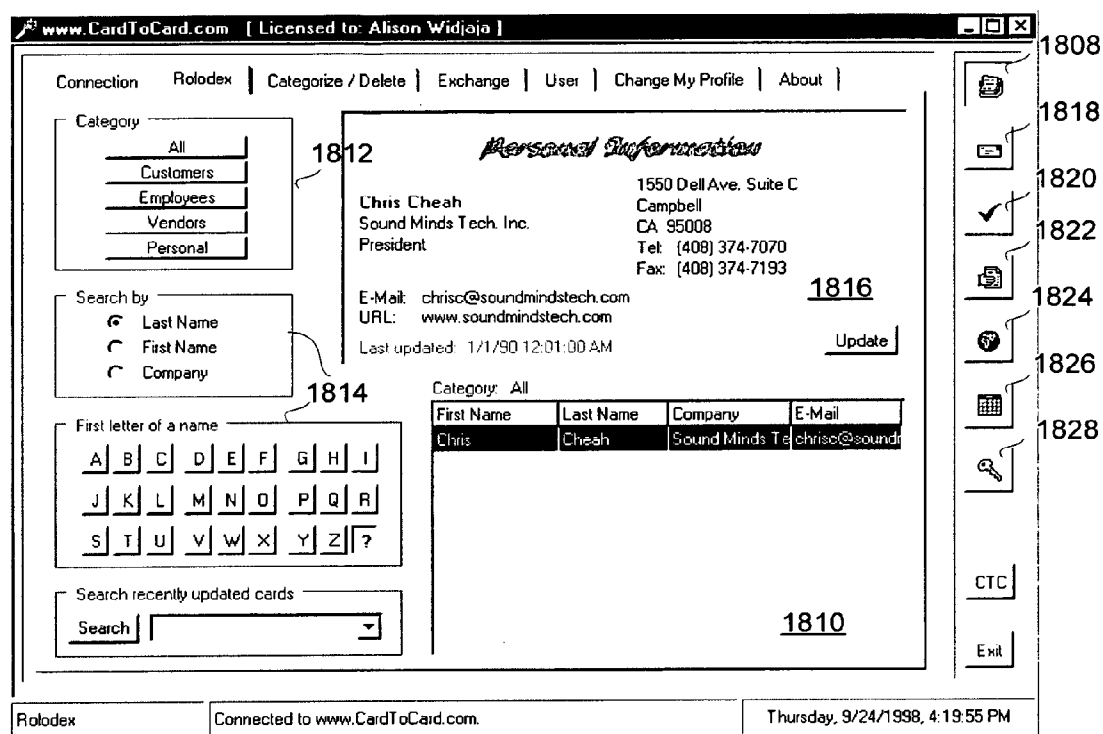 www.CardToCard.com [ Licensed to: Alison Widjaja ]
1808
Connection Rolodex Categorize / Delete Exchange User Change My Profile About
Category
All
Customers
Employees
Vendors
Personal
1812
Personal Information
Chris Cheah
Sound Minds Tech. Inc.
President
1550 Dell Ave. Suite C
Campbell
CA 95008
Tel: (408) 374-7070
Fax: (408) 374-7193
E-Mail: chrisc@soundmindstech.com
URL: www.soundmindstech.com
Last updated: 1/1/90 12:01:00 AM
1816
Update
1818
1820
1822
1824
1826
1828
Search by
Last Name
First Name
Company
1814
First letter of a name
A B C D E F G H I
J K L M N O P Q R
S T U V W X Y Z ?
Search recently updated cards
Search
Category: All
First Name Last Name Company E-Mail
Chris Cheah Sound Minds Te chrisc@soundr
1810
CTC
Exit
Rolodex Connected to www.CardToCard.com. Thursday, 9/24/1998, 4:19:55 PM